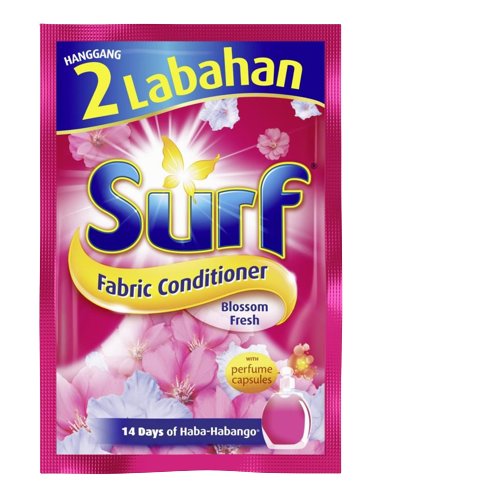 HANGGANG
2 Labahan
Surf®
Fabric Conditioner
Blossom
Fresh
WITH
perfume
capsules
14 Days of Haba-Habango*